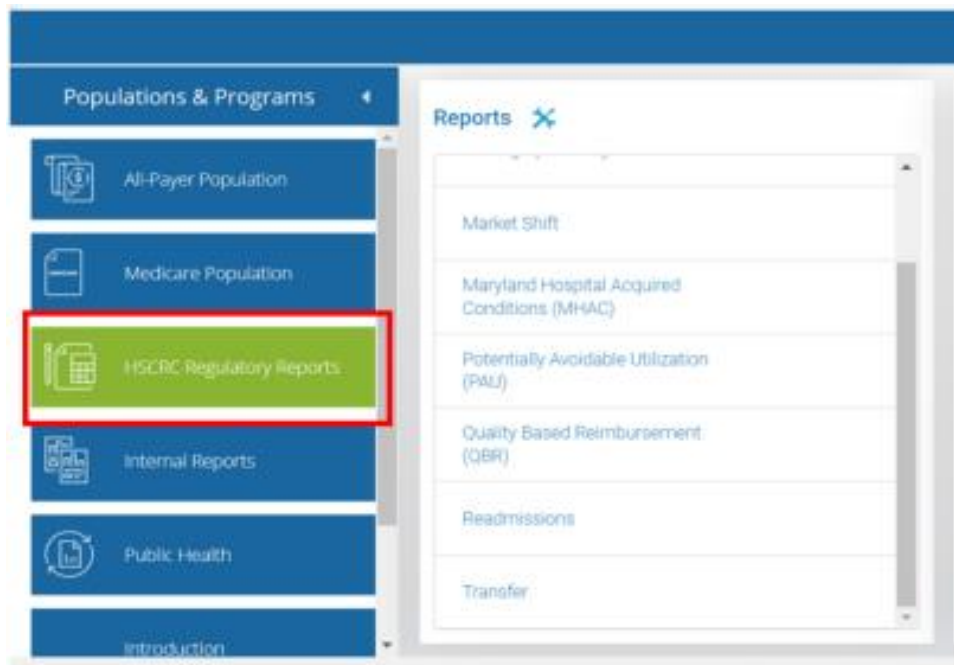 Populations & Programs
All-Payer Population
Medicare Population
HSCRC Regulatory Reports
Internal Reports
Public Health
Introduction
Reports
Market Shift
Maryland Hospital Acquired
Conditions (MHAC)
Potentially Avoidable Utilization
(PAU)
Quality Based Reimbursement
(QBR)
Readmissions
Transfer